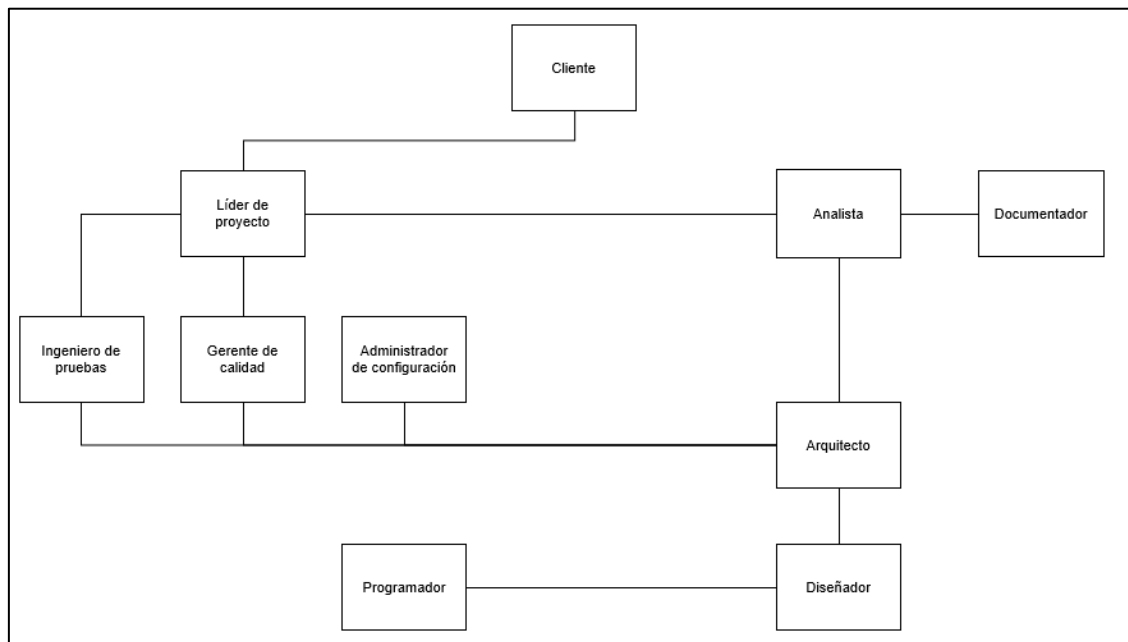 Cliente
Líder de
proyecto
Analista
Documentador
Ingeniero de
pruebas
Gerente de
calidad
Administrador
de configuración
Arquitecto
Programador
Diseñador